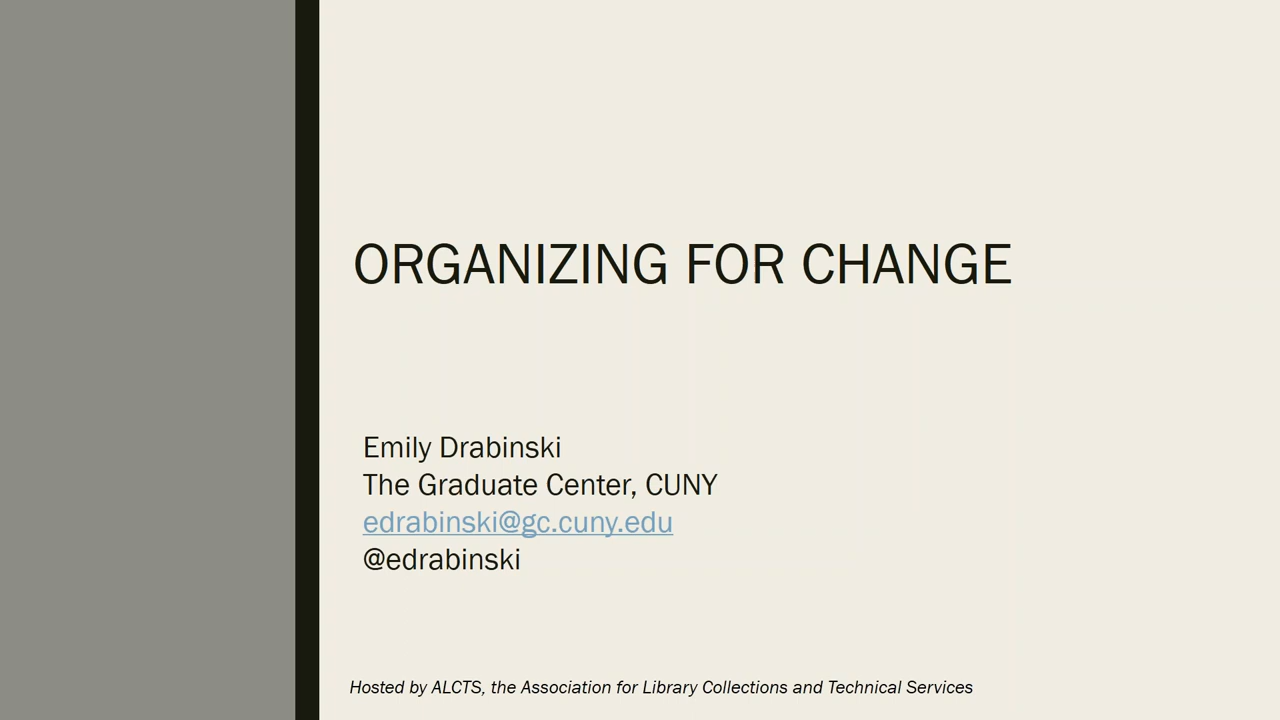 ORGANIZING FOR CHANGE
Emily Drabinski
The Graduate Center, CUNY
edrabinski@gc.cuny.edu
@edrabinski
Hosted by ALCTS, the Association for Library Collections and Technical Services